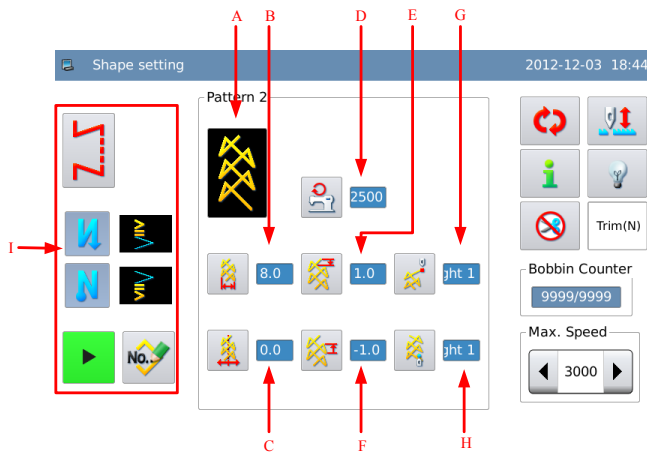 A B D E G
Shape setting 2012-12-03 18:44
Pattern 2
2500
Trim(N)
I
8.0 1.0 ght 1
Bobbin Counter
9999/9999
Max. Speed
No.
0.0 -1.0 ght 1
3000
C F H